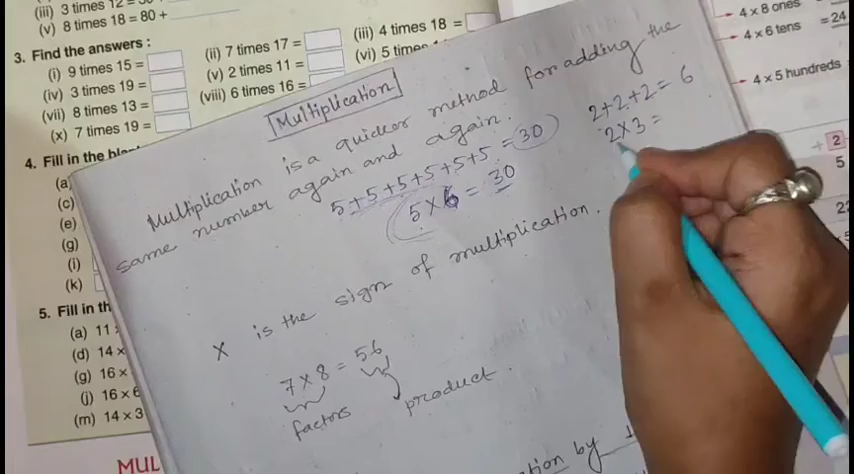 (iii) 3 times 12 =
(v) 8 times 18 = 80 +
3. Find the answers :
(i) 9 times 15 =
(ii) 7 times 17 =
(iii) 4 times 18 =
(iv) 3 times 19 =
(v) 2 times 11 =
(vi) 5 times
(vii) 8 times 13 =
(viii) 6 times 16 =
(x) 7 times 19 =
4. Fill in the
(a)
(c)
(e)
(g)
(i)
(k)
5. Fill in th
(a) 11
(d) 14 ×
(g) 16 ×
(j) 16 × 6
(m) 14 × 3
MUL
Multiplication
Multiplication is a quicker method for adding the
same number again and again.
5+5+5+5+5+5 = 30
5×6 = 30
2+2+2 = 6
2×3 =
× is the sign of multiplication.
7×8 = 56
factors
product.
by
4 × 8 ones
4 × 6 tens = 24
4 × 5 hundreds
+ 2
5